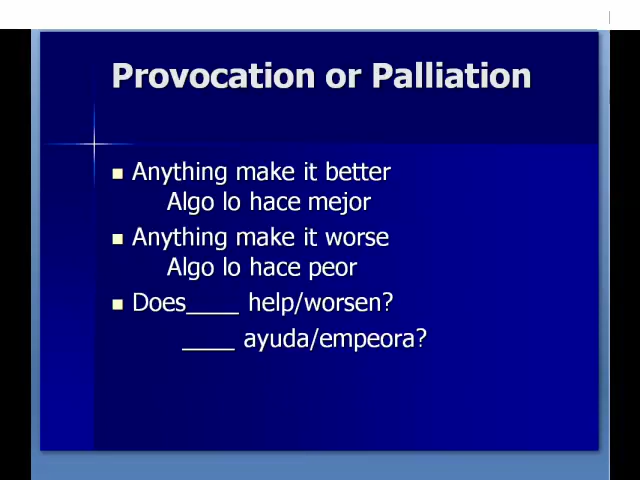 Provocation or Palliation
Anything make it better
Algo lo hace mejor
Anything make it worse
Algo lo hace peor
Does____ help/worsen?
____ ayuda/empeora?